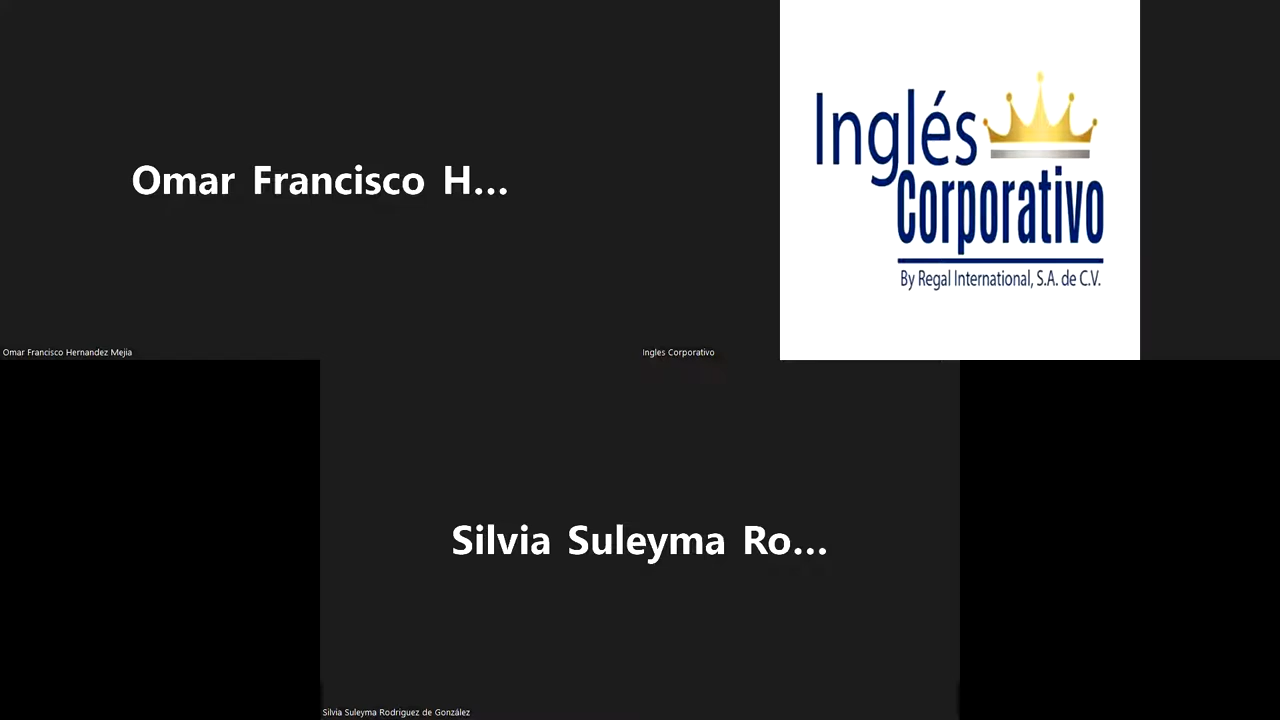 Omar Francisco H...
Inglés
Corporativo
By Regal International, S.A. de C.V.
Omar Francisco Hernandez Mejia
Ingles Corporativo
Silvia Suleyma Ro...
Silvia Suleyma Rodriguez de González